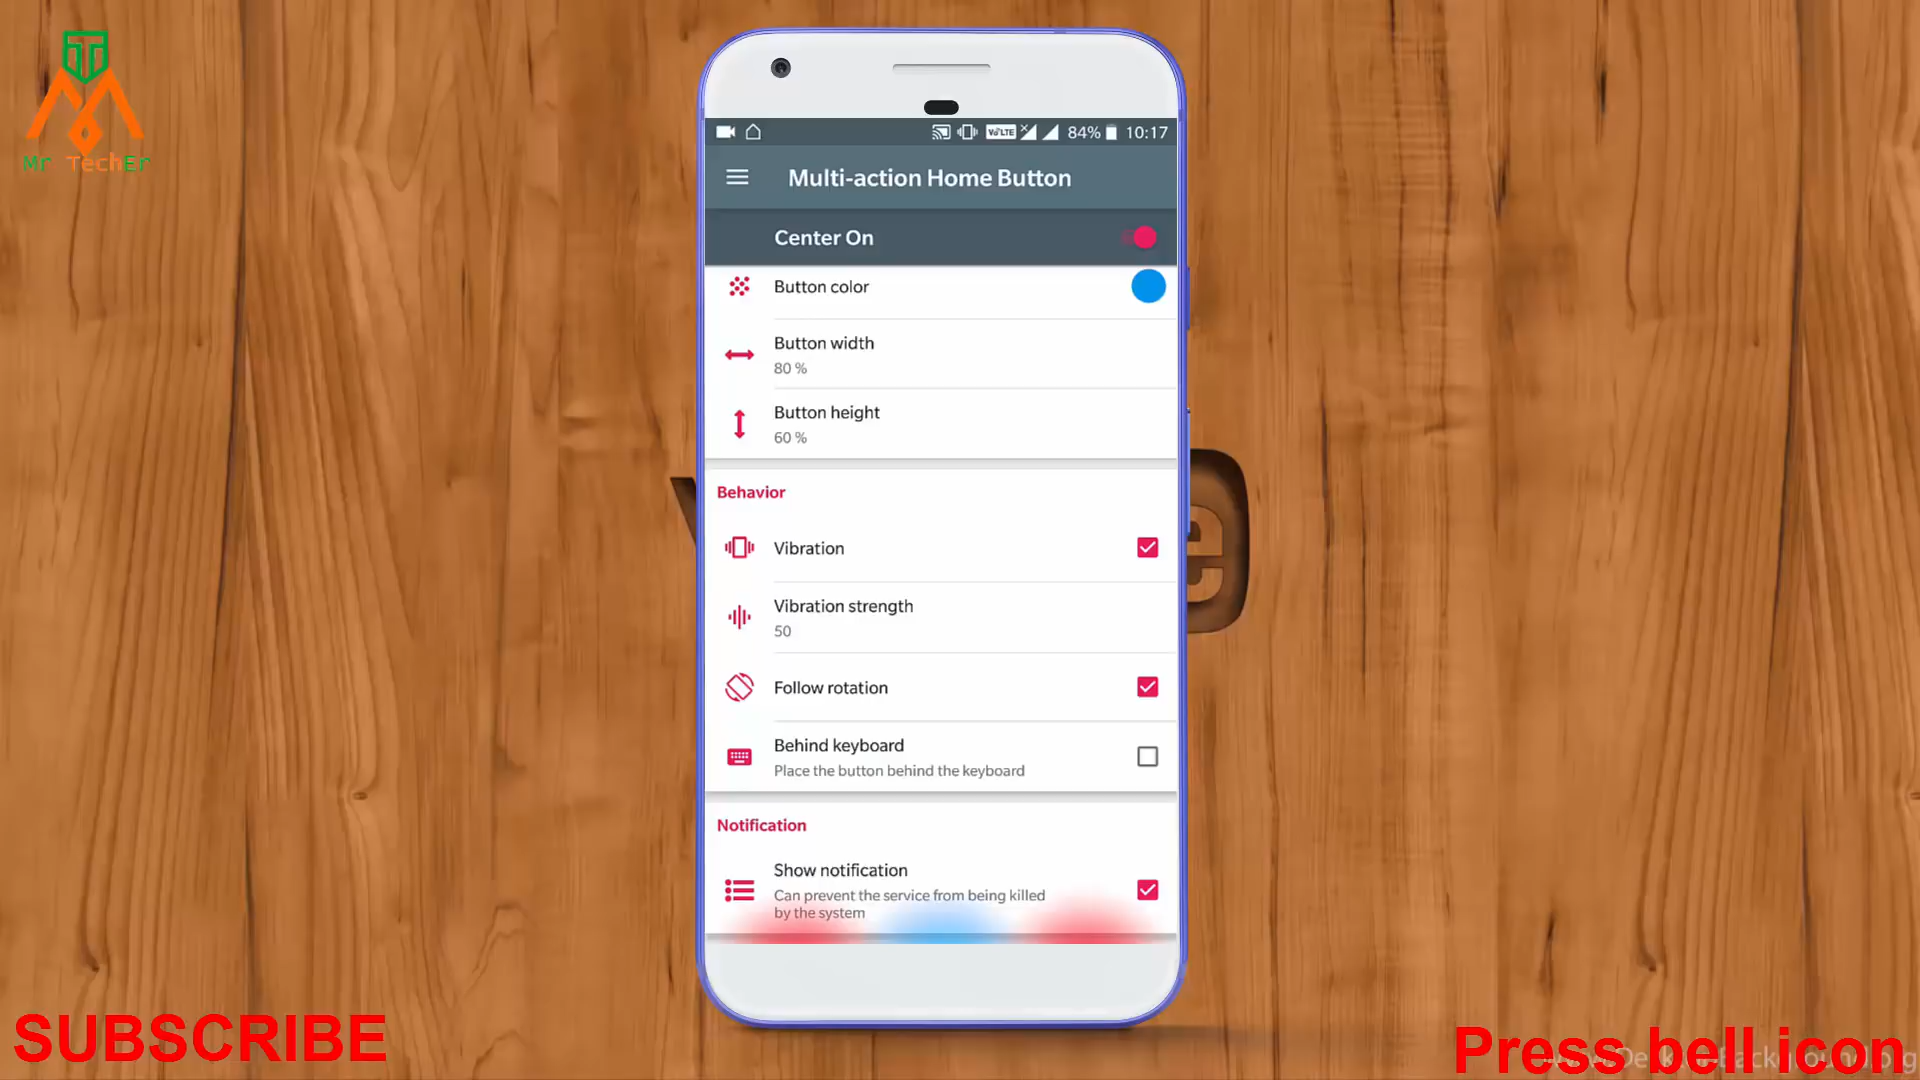 Mr TechEr
VoLTE 84% 10:17
Multi-action Home Button
Center On
Button color
Button width
80 %
Button height
60 %
Behavior
Vibration
Vibration strength
50
Follow rotation
Behind keyboard
Place the button behind the keyboard
Notification
Show notification
Can prevent the service from being killed
by the system
SUBSCRIBE
Press bell icon